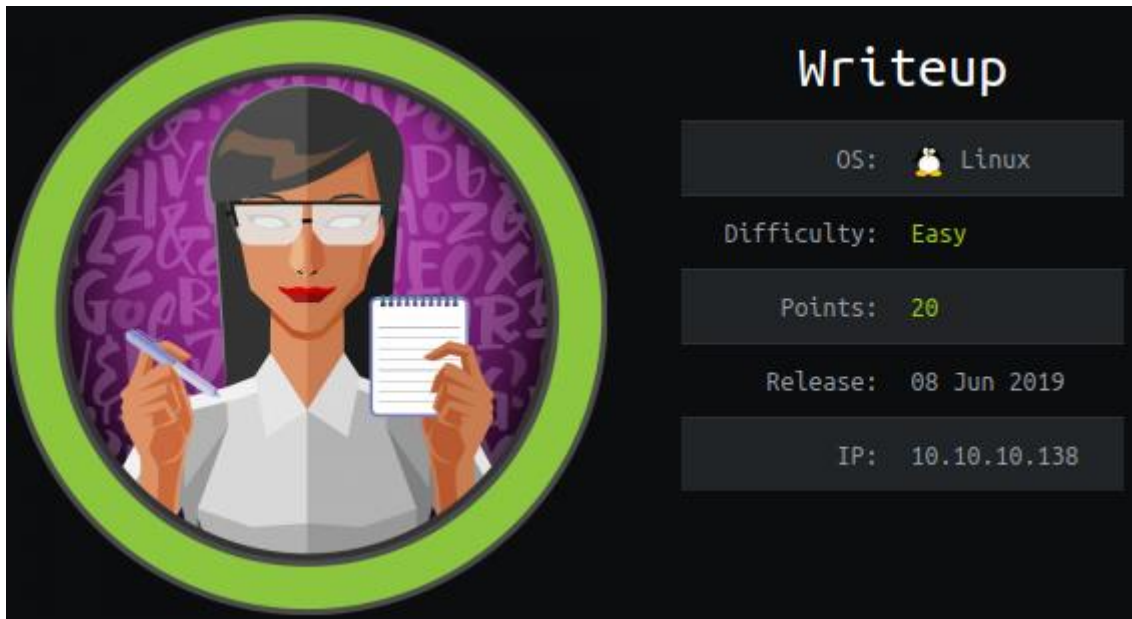 Writeup
OS: Linux
Difficulty: Easy
Points: 20
Release: 08 Jun 2019
IP: 10.10.10.138